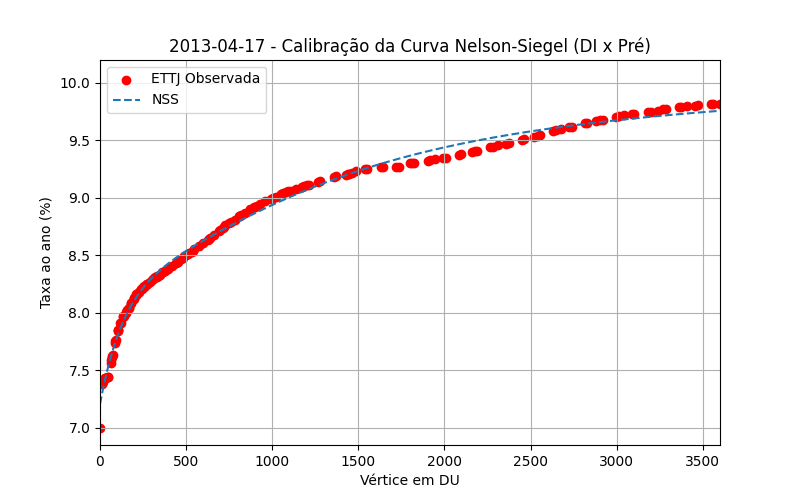 2013-04-17 - Calibração da Curva Nelson-Siegel (DI x Pré)
ETTJ Observada
NSS
Taxa ao ano (%)
10.0
9.5
9.0
8.5
8.0
7.5
7.0
0 500 1000 1500 2000 2500 3000 3500
Vértice em DU